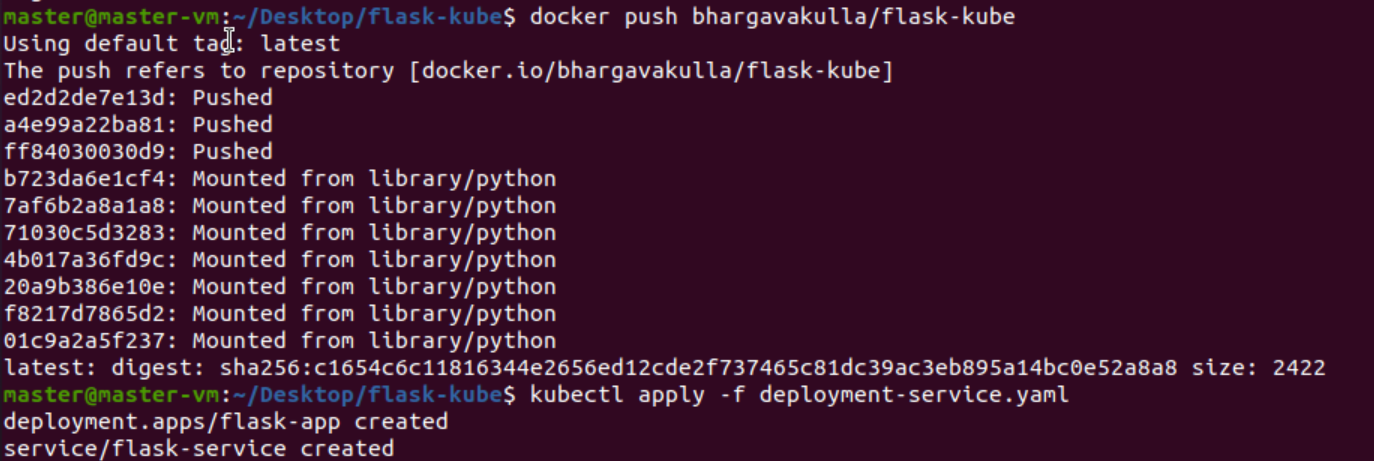 master@master-vm:~/Desktop/flask-kube$ docker push bhargavakulla/flask-kube
Using default tag: latest
The push refers to repository [docker.io/bhargavakulla/flask-kube]
ed2d2de7e13d: Pushed
a4e99a22ba81: Pushed
ff84030030d9: Pushed
b723da6e1cf4: Mounted from library/python
7af6b2a8a1a8: Mounted from library/python
71030c5d3283: Mounted from library/python
4b017a36fd9c: Mounted from library/python
20a9b386e10e: Mounted from library/python
f8217d7865d2: Mounted from library/python
01c9a2a5f237: Mounted from library/python
latest: digest: sha256:c1654c6c11816344e2656ed12cde2f737465c81dc39ac3eb895a14bc0e52a8a8 size: 2422
master@master-vm:~/Desktop/flask-kube$ kubectl apply -f deployment-service.yaml
deployment.apps/flask-app created
service/flask-service created